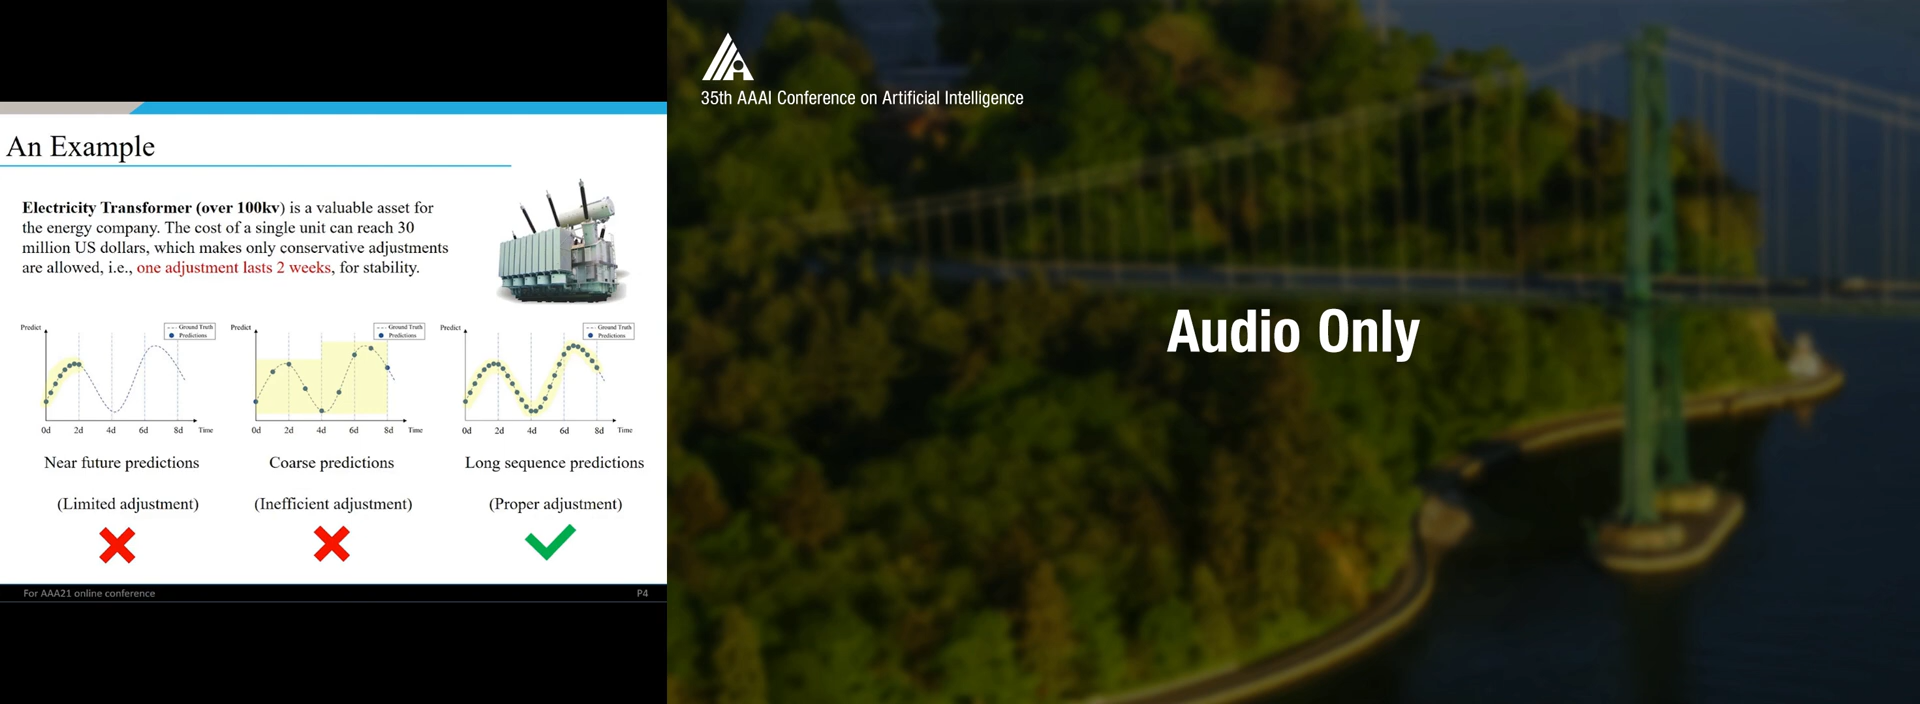 An Example
Electricity Transformer (over 100kv) is a valuable asset for
the energy company. The cost of a single unit can reach 30
million US dollars, which makes only conservative adjustments
are allowed, i.e., one adjustment lasts 2 weeks, for stability.
Predict
Ground Truth
Predictions
0d 2d 4d 6d 8d Time
Predict
Ground Truth
Predictions
0d 2d 4d 6d 8d Time
Predict
Ground Truth
Predictions
0d 2d 4d 6d 8d Time
Near future predictions
(Limited adjustment)
Coarse predictions
(Inefficient adjustment)
Long sequence predictions
(Proper adjustment)
For AAA21 online conference
P4
35th AAAI Conference on Artificial Intelligence
Audio Only